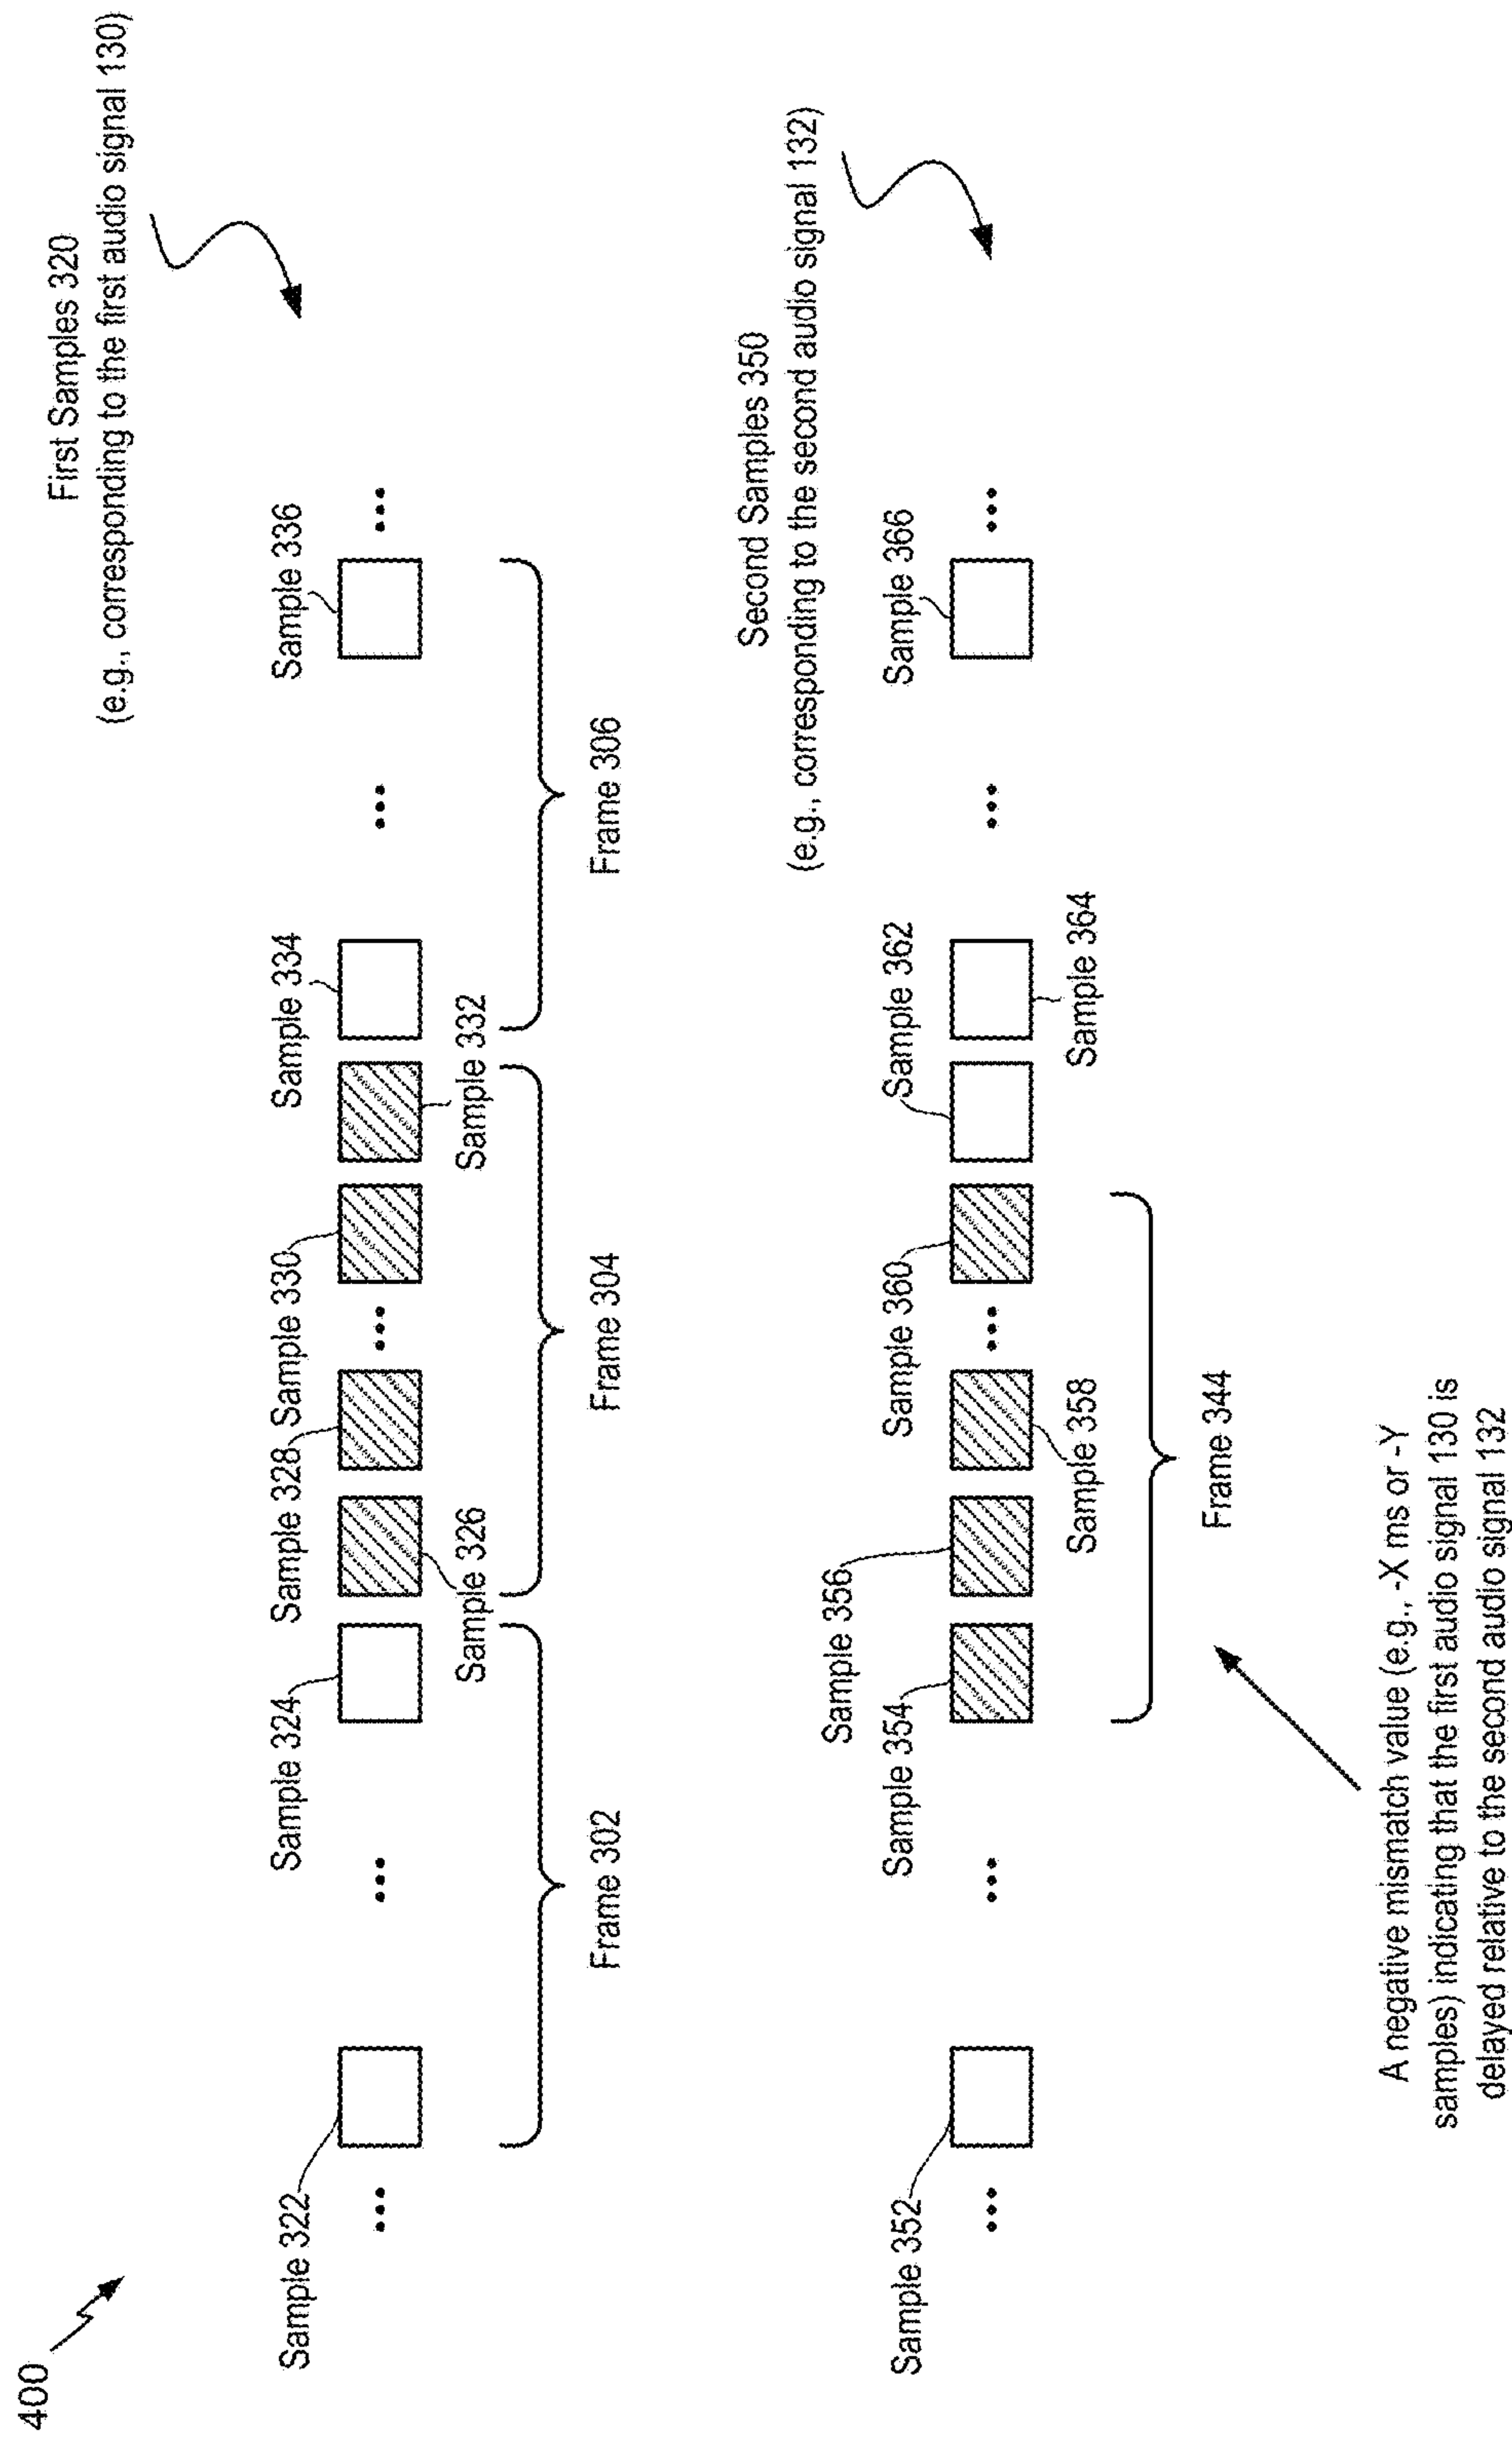 400
First Samples 320
(e.g., corresponding to the first audio signal 130)
Sample 322
Sample 324
Sample 328
Sample 330
Sample 334
Sample 336
Sample 326
Sample 332
Frame 302
Frame 304
Frame 306
Second Samples 350
(e.g., corresponding to the second audio signal 132)
Sample 356
Sample 352
Sample 354
Sample 360
Sample 362
Sample 366
Sample 358
Sample 364
Frame 344
A negative mismatch value (e.g., -X ms or -Y
samples) indicating that the first audio signal 130 is
delayed relative to the second audio signal 132